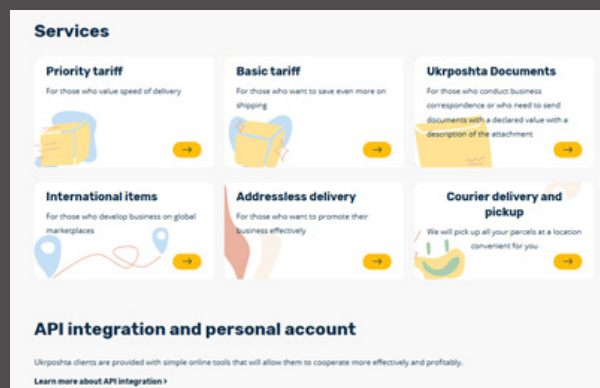 Services
Priority tariff
For those who value speed of delivery
Basic tariff
For those who want to save even more on
shipping
Ukrposhta Documents
For those who conduct business
correspondence or who need to send
documents with a declared value with a
description of the attachment
International items
For those who develop business on global
marketplaces
Addressless delivery
For those who want to promote their
business effectively
Courier delivery and
pickup
We will pick up all your parcels at a location
convenient for you
API integration and personal account
Ukrposhta clients are provided with simple online tools that will allow them to cooperate more effectively and profitably.
Learn more about API integration >